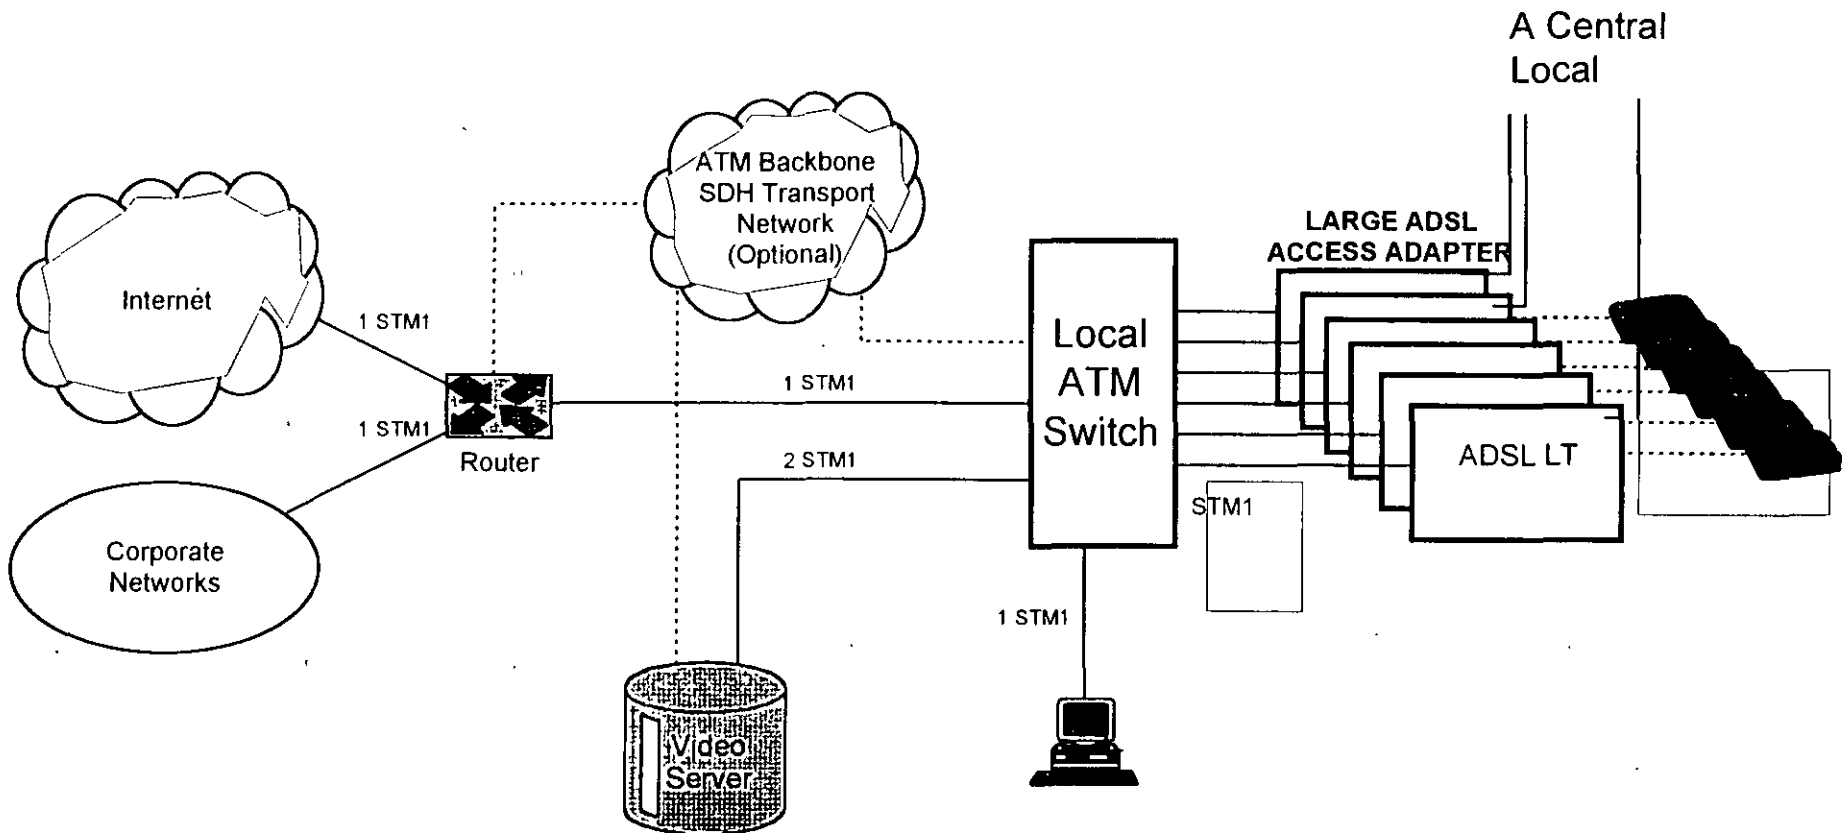 A Central
Local
ATM Backbone
SDH Transport
Network
(Optional)
LARGE ADSL
ACCESS ADAPTER
Internet
1 STM1
1 STM1
1 STM1
Router
2 STM1
Local
ATM
Switch
ADSL LT
STM1
Corporate
Networks
1 STM1
Video
Server